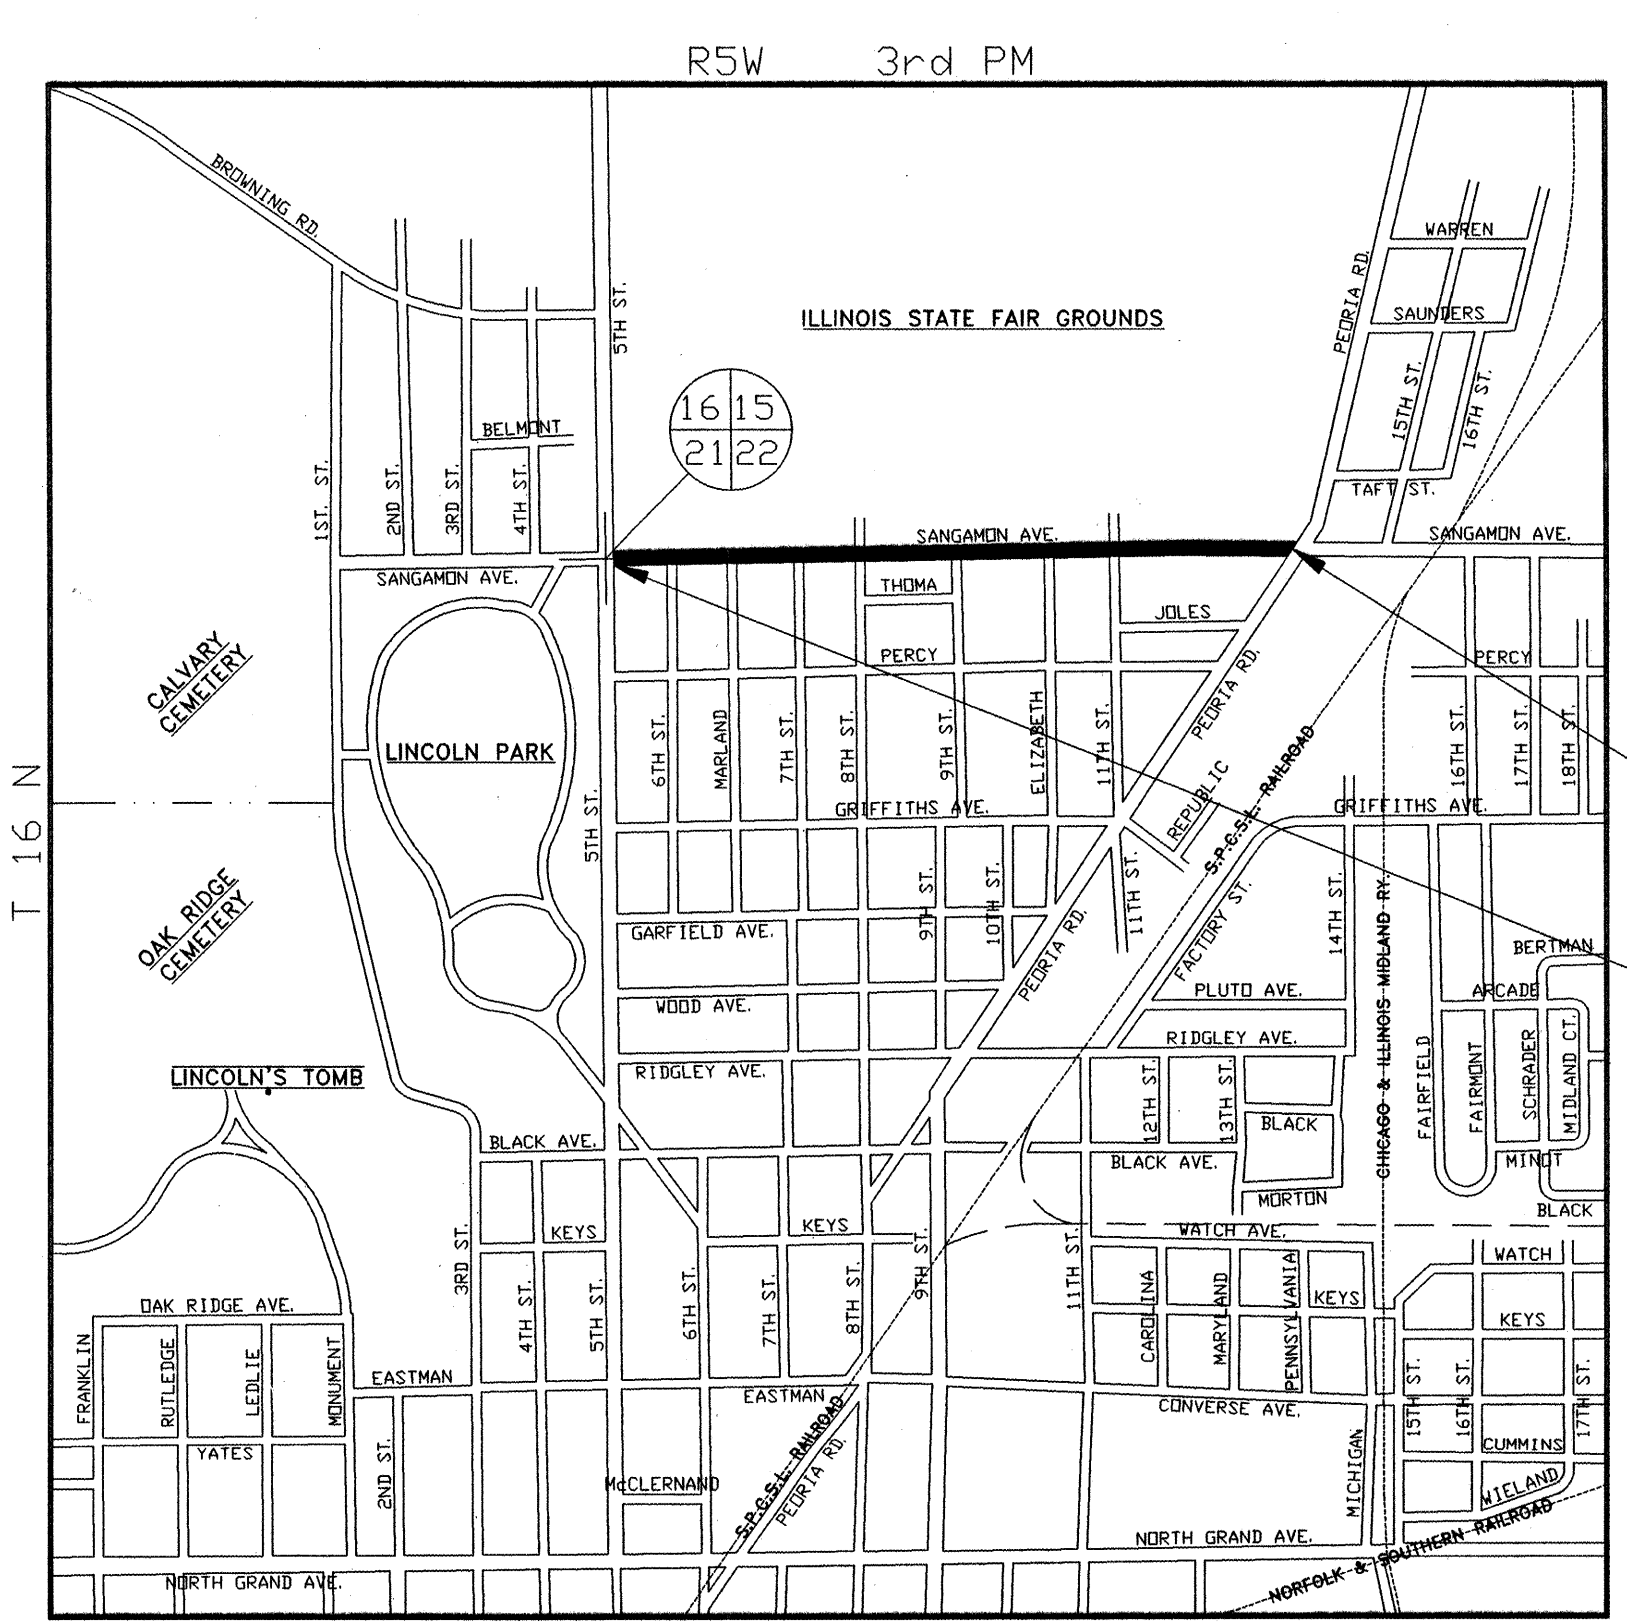 R5W 3rd PM
BROWNING RD.
WARREN
PEORIA RD.
SAUNDERS
5TH ST.
ILLINOIS STATE FAIR GROUNDS
15TH ST.
16TH ST.
16 15
21 22
BELMONT
1ST. ST.
2ND ST.
3RD ST.
4TH ST.
TAFT ST.
SANGAMON AVE.
SANGAMON AVE.
SANGAMON AVE.
THOMA
JOLES
PERCY
PERCY
CALVARY
CEMETERY
PEORIA RD.
LINCOLN PARK
6TH ST.
MARLAND
7TH ST.
8TH ST.
9TH ST.
ELIZABETH
11TH ST.
16TH ST.
17TH ST.
18TH ST.
T 16 N
S.P.C.S.L. RAILROAD
REPUBLIC
GRIFFITHS AVE.
GRIFFITHS AVE.
5TH ST.
OAK RIDGE
CEMETERY
9TH ST.
10TH ST.
11TH ST.
14TH ST.
FACTORY ST.
PEORIA RD.
GARFIELD AVE.
BERTMAN
WOOD AVE.
PLUTO AVE.
ARCADE
CHICAGO & ILLINOIS MIDLAND RY.
RIDGLEY AVE.
RIDGLEY AVE.
LINCOLN'S TOMB
FAIRFIELD
FAIRMONT
SCHRADER
MIDLAND CT.
12TH ST.
13TH ST.
BLACK
BLACK AVE.
BLACK AVE.
MINOT
MORTON
BLACK
KEYS
KEYS
WATCH AVE.
WATCH
3RD ST.
4TH ST.
5TH ST.
6TH ST.
7TH ST.
8TH ST.
9TH ST.
11TH ST.
CAROLINA
MARYLAND
PENNSYLVANIA
KEYS
KEYS
OAK RIDGE AVE.
FRANKLIN
RUTLEDGE
LEDLIE
MONUMENT
EASTMAN
EASTMAN
CONVERSE AVE.
15TH ST.
16TH ST.
17TH ST.
YATES
2ND ST.
McCLERNAND
S.P.C.S.L. RAILROAD
PEORIA RD.
MICHIGAN
CUMMINS
WIELAND
NORTH GRAND AVE.
NORTH GRAND AVE.
NORFOLK & SOUTHERN RAILROAD